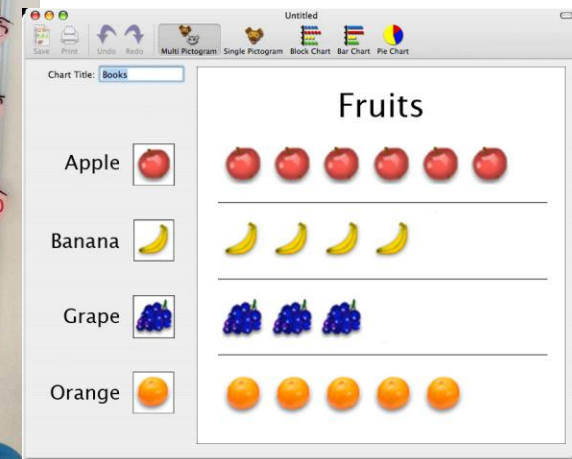 Untitled
Save Print Undo Redo Multi Pictogram Single Pictogram Block Chart Bar Chart Pie Chart
Chart Title: Books
Fruits
Apple
Banana
Grape
Orange